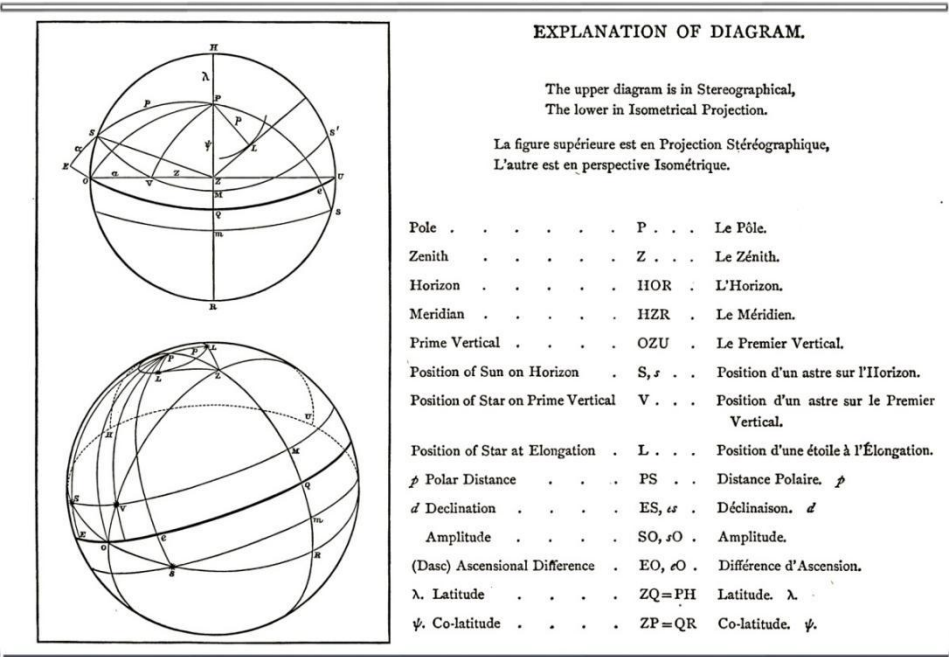 EXPLANATION OF DIAGRAM.
The upper diagram is in Stereographical,
The lower in Isometrical Projection.
La figure supérieure est en Projection Stéréographique,
L'autre est en perspective Isométrique.
Pole . . . . . . P . . . Le Pôle.
Zenith . . . . . Z . . . Le Zénith.
Horizon . . . . . HOR . L'Horizon.
Meridian . . . . . HZR . Le Méridien.
Prime Vertical . . . . OZU . Le Premier Vertical.
Position of Sun on Horizon . S, s . . Position d'un astre sur l'Horizon.
Position of Star on Prime Vertical V . . . Position d'un astre sur le Premier
Vertical.
Position of Star at Elongation . L . . . Position d'une étoile à l'Élongation.
p Polar Distance . . . PS . . Distance Polaire. p
d Declination . . . . ES, es . Déclinaison. d
Amplitude . . . . SO, sO . Amplitude.
(Dasc) Ascensional Difference . EO, eO . Différence d'Ascension.
λ. Latitude . . . . ZQ=PH Latitude. λ.
ψ. Co-latitude . . . . ZP=QR Co-latitude. ψ.
H
λ
P
p
p
S
S'
α
ψ
L
E
O
a
V
Z
Z
U
M
e
Q
S
m
R
L
P
p
L
Z
H
U
M
S
V
Q
E
O
e
m
R
S